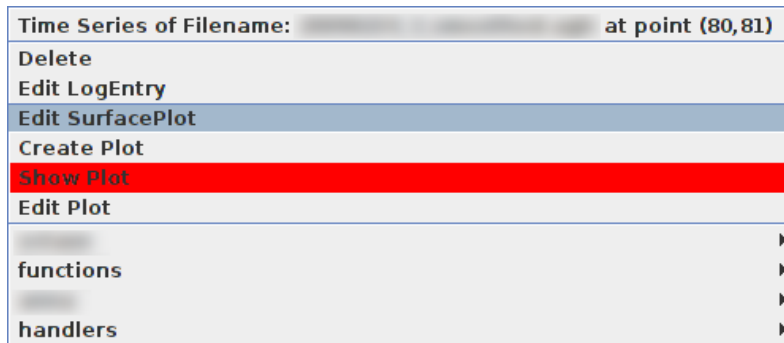 Time Series of Filename: at point (80,81)
Delete
Edit LogEntry
Edit SurfacePlot
Create Plot
Show Plot
Edit Plot
functions
handlers